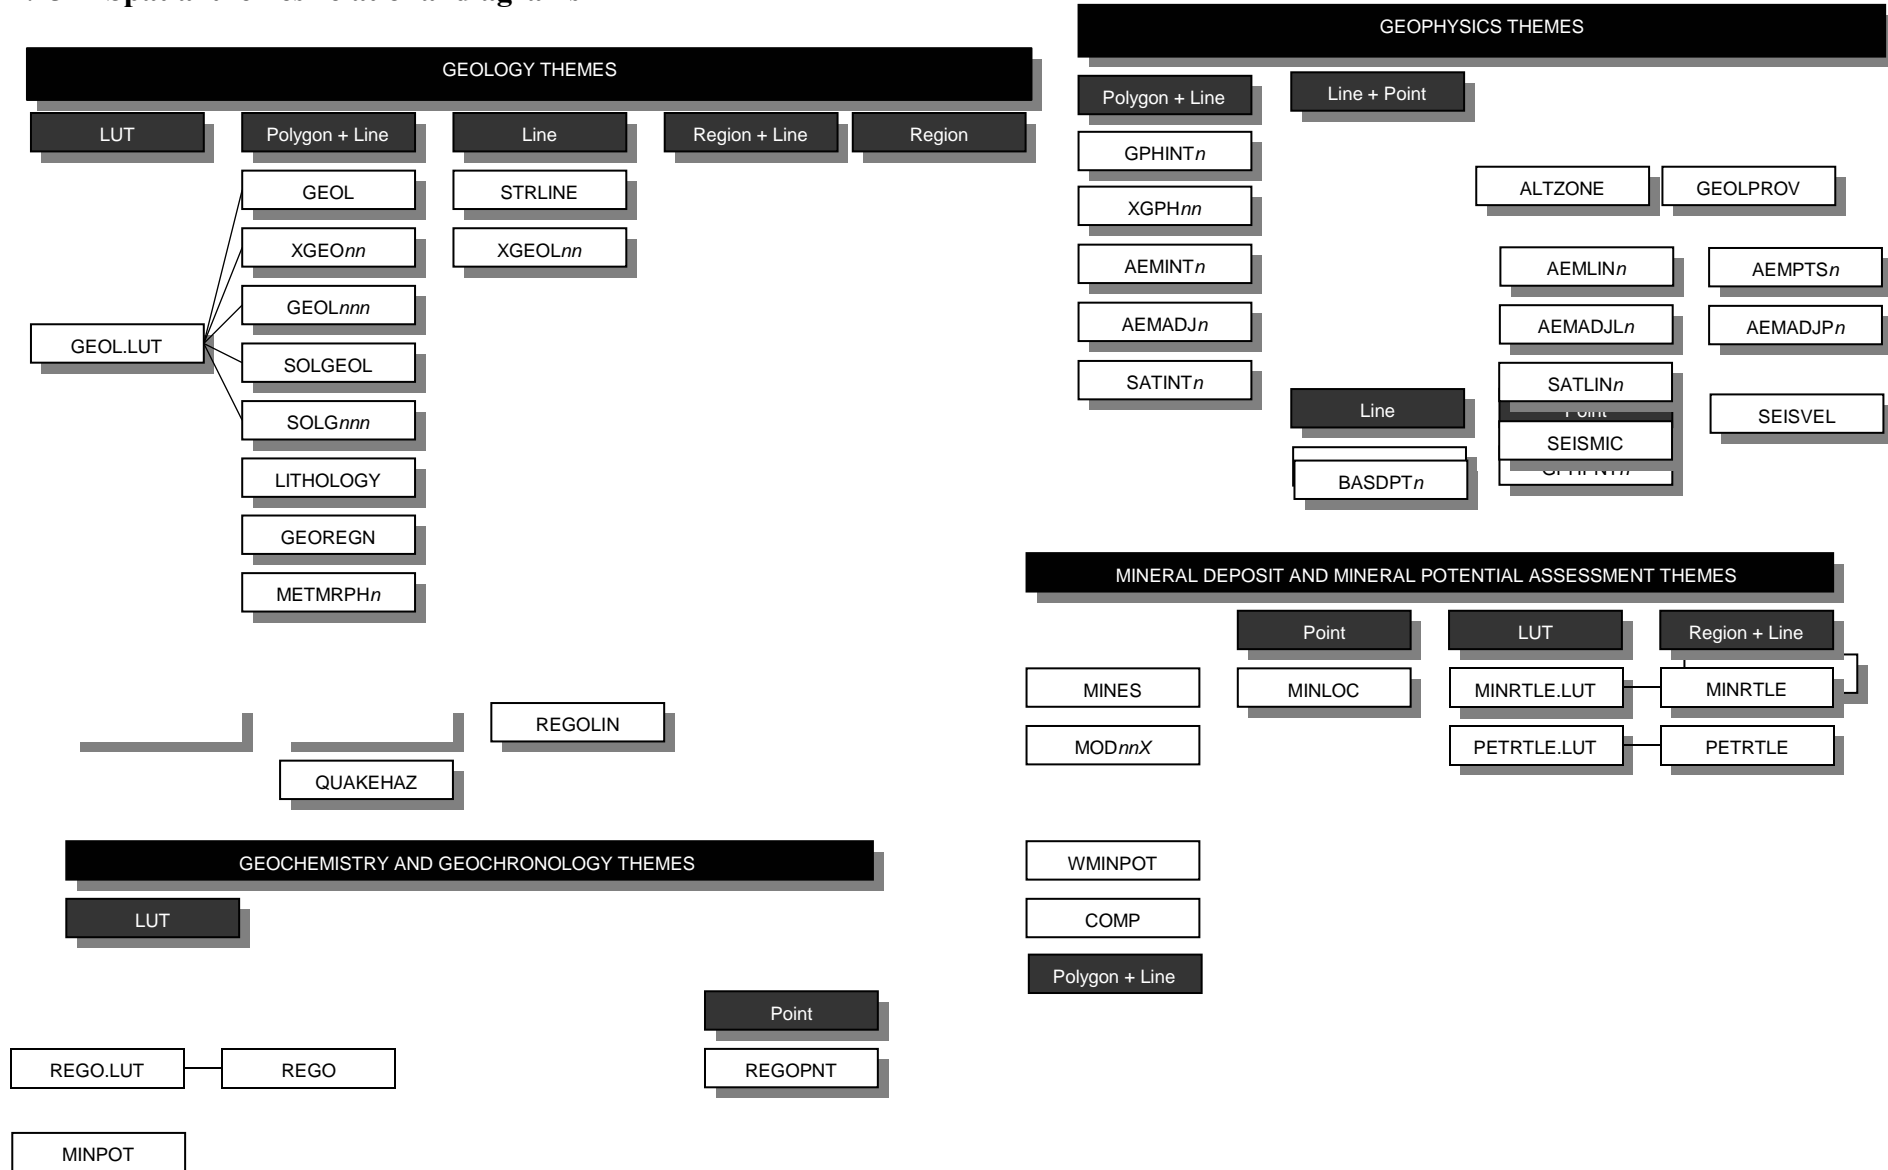 GEOLOGY THEMES
LUT
Polygon + Line
Line
Region + Line
Region
GEOL
STRLINE
XGEOnn
XGEOLnn
GEOLnnn
GEOL.LUT
SOLGEOL
SOLGnnn
LITHOLOGY
GEOREGN
METMRPHn
REGOLIN
QUAKEHAZ
GEOCHEMISTRY AND GEOCHRONOLOGY THEMES
LUT
Point
REGO.LUT
REGO
REGOPNT
MINPOT
GEOPHYSICS THEMES
Polygon + Line
Line + Point
GPHINTn
ALTZONE
GEOLPROV
XGPHnn
AEMINTn
AEMLINn
AEMPTSn
AEMADJn
AEMADJLn
AEMADJPn
SATINTn
SATLINn
Line
Point
SEISVEL
SEISMIC
BASDPTn
MINERAL DEPOSIT AND MINERAL POTENTIAL ASSESSMENT THEMES
Point
LUT
Region + Line
MINES
MINLOC
MINRTLE.LUT
MINRTLE
MODnnX
PETRTLE.LUT
PETRTLE
WMINPOT
COMP
Polygon + Line